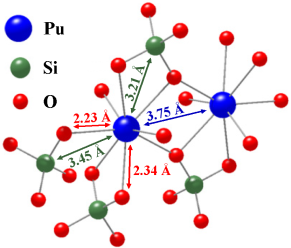 Pu
Si
O
3.21 Å
2.23 Å
3.75 Å
3.45 Å
2.34 Å